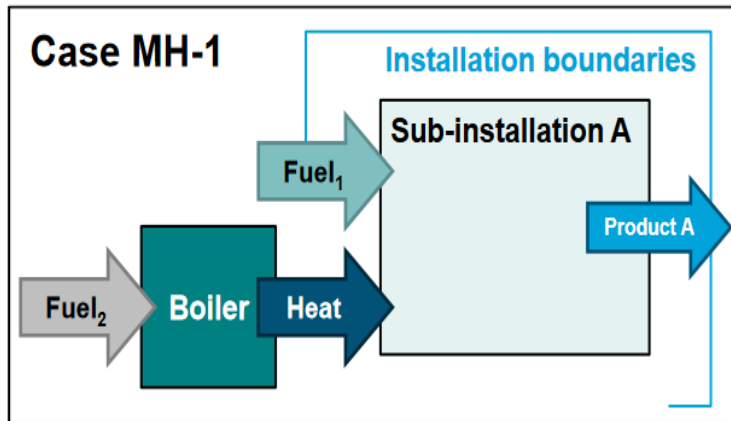 Case MH-1
Installation boundaries
Sub-installation A
Fuel₁
Product A
Fuel₂
Boiler
Heat